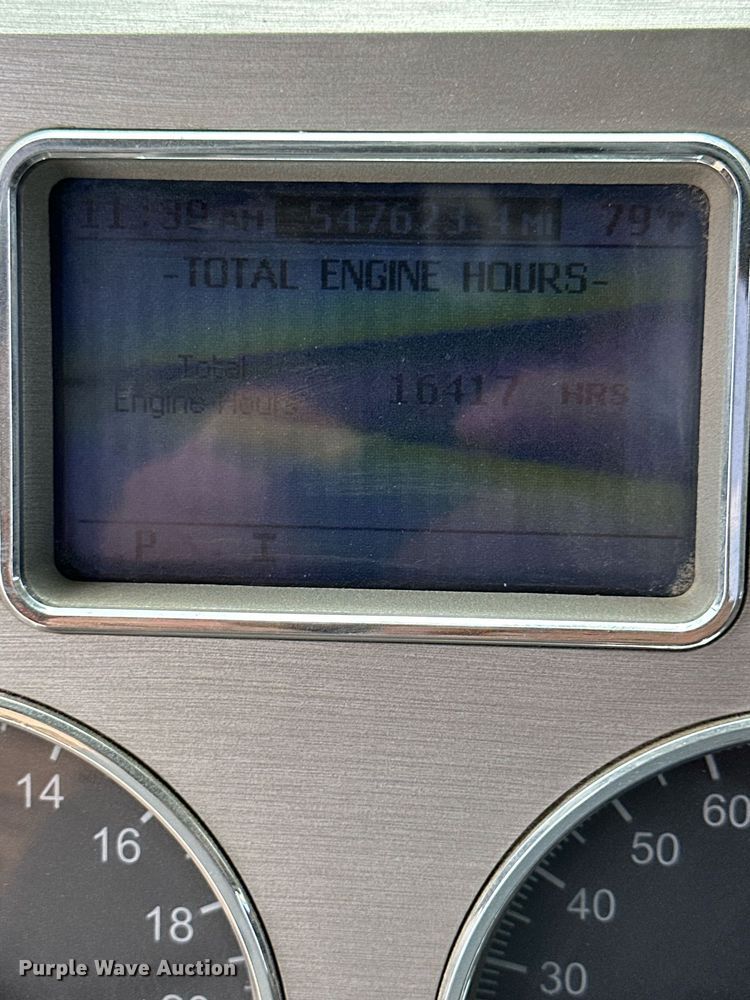 79°F
-TOTAL ENGINE HOURS-
Total
Engine Hours 16417 HRS
P I
14
16
18
60
50
40
30
Purple Wave Auction